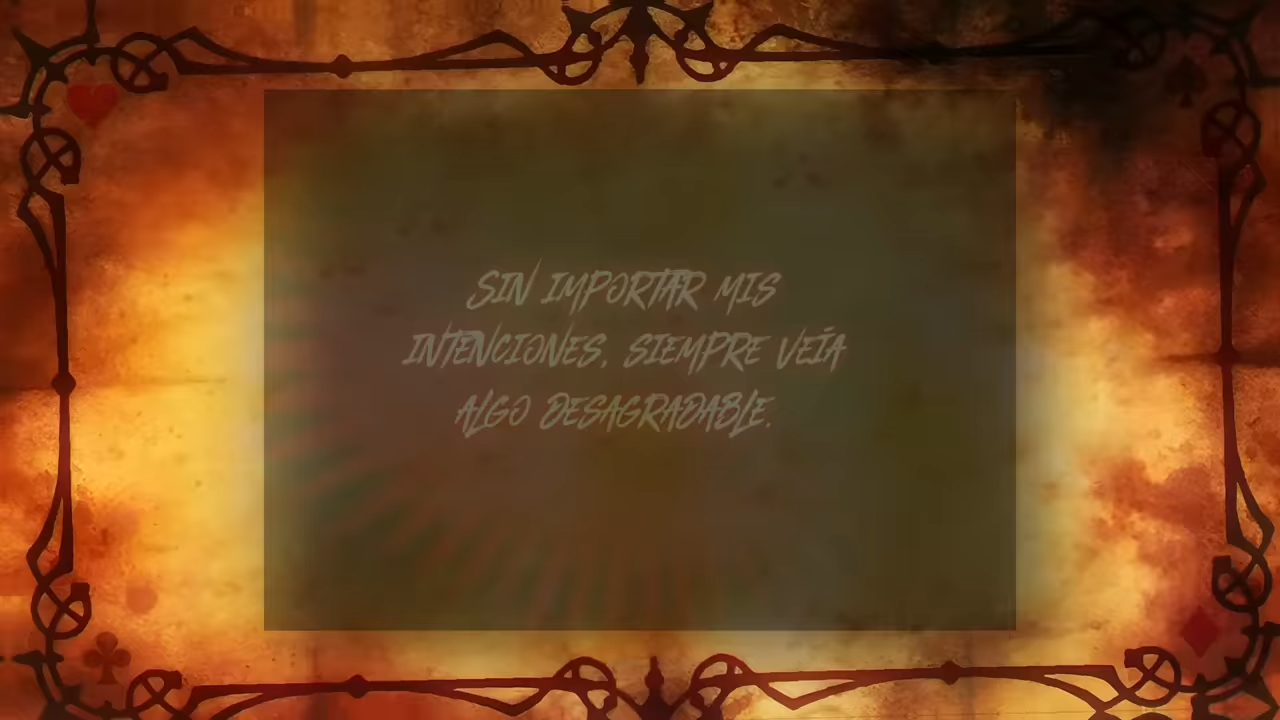 SIN IMPORTAR MIS
INTENCIONES, SIEMPRE VEÍA
ALGO DESAGRADABLE.